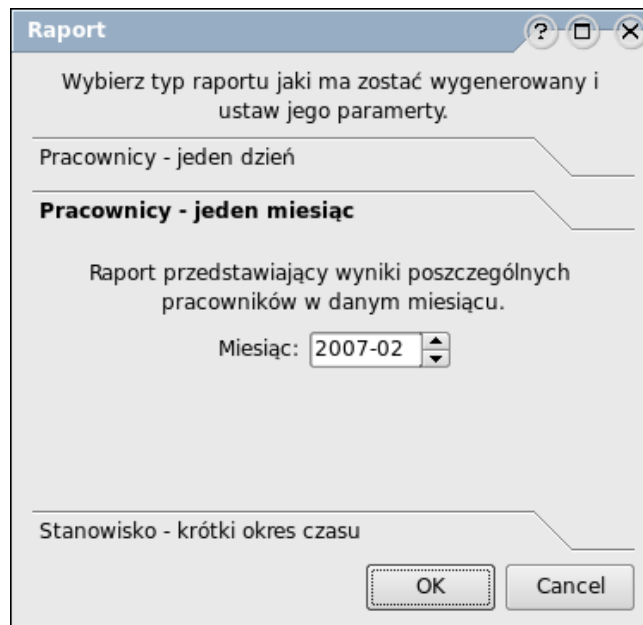 Raport
Wybierz typ raportu jaki ma zostać wygenerowany i
ustaw jego paramerty.
Pracownicy - jeden dzień
Pracownicy - jeden miesiąc
Raport przedstawiający wyniki poszczególnych
pracowników w danym miesiącu.
Miesiąc: 2007-02
Stanowisko - krótki okres czasu
OK Cancel